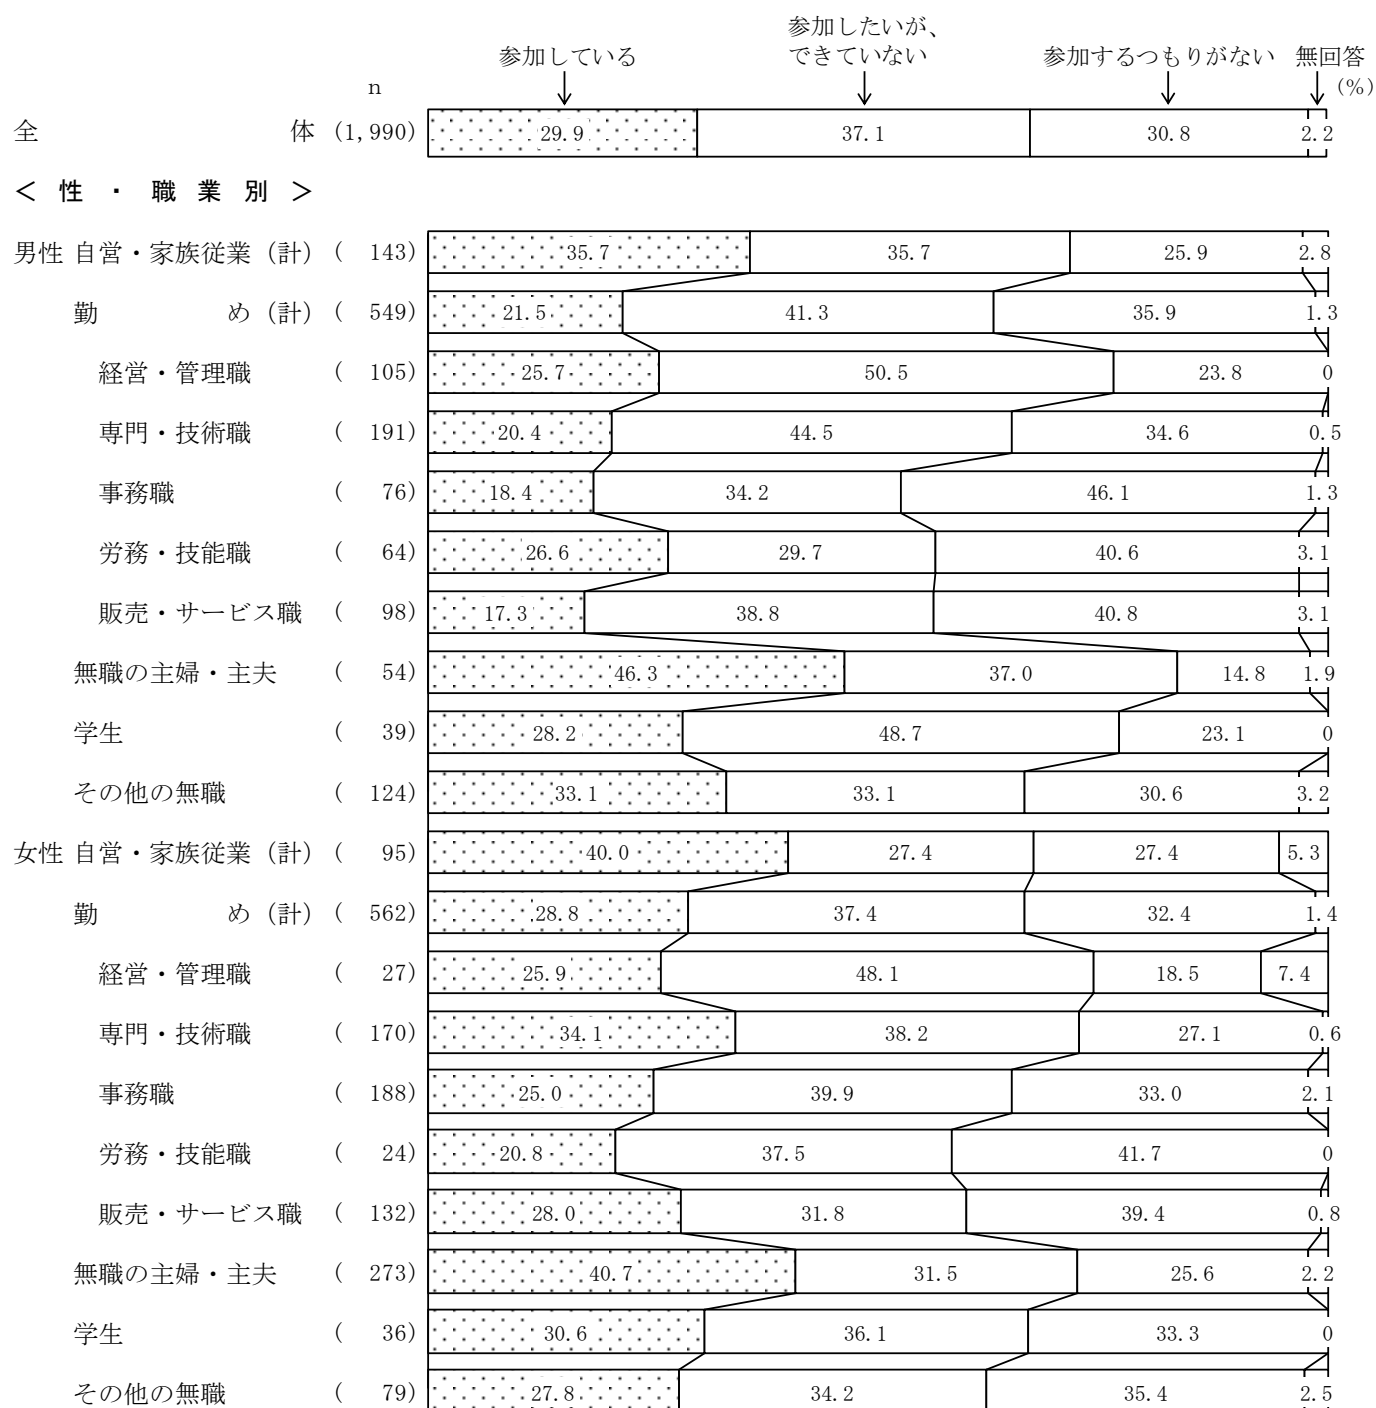 参加したいが、
参加している できていない 参加するつもりがない 無回答
n (%)
全体 (1,990) 29.9 37.1 30.8 2.2
＜性・職業別＞
男性 自営・家族従業（計） ( 143) 35.7 35.7 25.9 2.8
勤め（計） ( 549) 21.5 41.3 35.9 1.3
経営・管理職 ( 105) 25.7 50.5 23.8 0
専門・技術職 ( 191) 20.4 44.5 34.6 0.5
事務職 ( 76) 18.4 34.2 46.1 1.3
労務・技能職 ( 64) 26.6 29.7 40.6 3.1
販売・サービス職 ( 98) 17.3 38.8 40.8 3.1
無職の主婦・主夫 ( 54) 46.3 37.0 14.8 1.9
学生 ( 39) 28.2 48.7 23.1 0
その他の無職 ( 124) 33.1 33.1 30.6 3.2
女性 自営・家族従業（計） ( 95) 40.0 27.4 27.4 5.3
勤め（計） ( 562) 28.8 37.4 32.4 1.4
経営・管理職 ( 27) 25.9 48.1 18.5 7.4
専門・技術職 ( 170) 34.1 38.2 27.1 0.6
事務職 ( 188) 25.0 39.9 33.0 2.1
労務・技能職 ( 24) 20.8 37.5 41.7 0
販売・サービス職 ( 132) 28.0 31.8 39.4 0.8
無職の主婦・主夫 ( 273) 40.7 31.5 25.6 2.2
学生 ( 36) 30.6 36.1 33.3 0
その他の無職 ( 79) 27.8 34.2 35.4 2.5